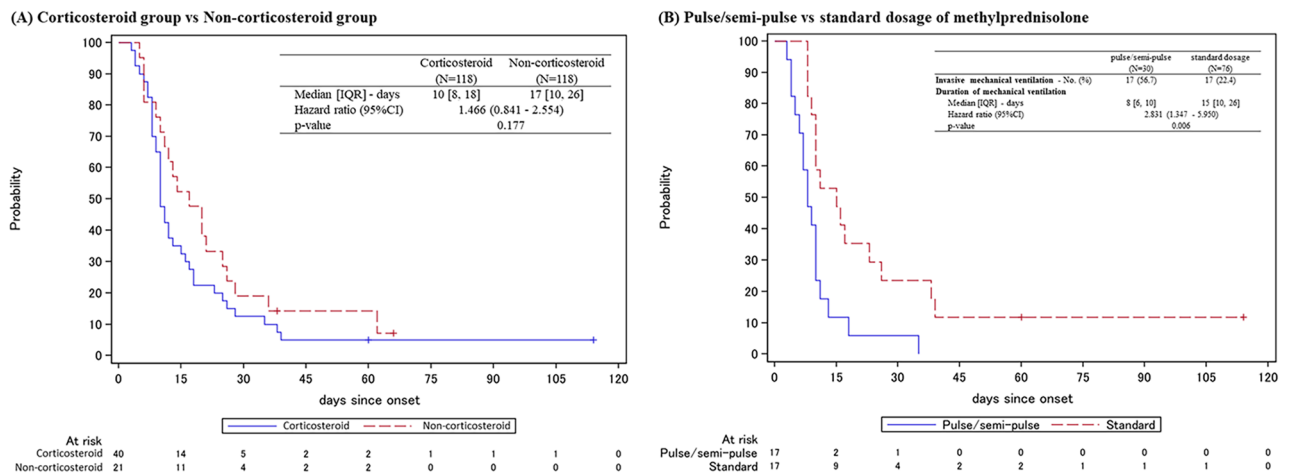 (A) Corticosteroid group vs Non-corticosteroid group
100
90
80
70
60
50
40
30
20
10
0
Probability
Corticosteroid Non-corticosteroid
(N=118) (N=118)
Median [IQR] - days 10 [8, 18] 17 [10, 26]
Hazard ratio (95%CI) 1.466 (0.841 - 2.554)
p-value 0.177
0 15 30 45 60 75 90 105 120
days since onset
Corticosteroid Non-corticosteroid
At risk
Corticosteroid 40 14 5 2 2 1 1 1 0
Non-corticosteroid 21 11 4 2 2 0 0 0 0
(B) Pulse/semi-pulse vs standard dosage of methylprednisolone
100
90
80
70
60
50
40
30
20
10
0
Probability
pulse/semi-pulse standard dosage
(N=30) (N=76)
Invasive mechanical ventilation - No. (%) 17 (56.7) 17 (22.4)
Duration of mechanical ventilation
Median [IQR] - days 8 [6, 10] 15 [10, 26]
Hazard ratio (95%CI) 2.831 (1.347 - 5.950)
p-value 0.006
0 15 30 45 60 75 90 105 120
days since onset
Pulse/semi-pulse Standard
At risk
Pulse/semi-pulse 17 2 1 0 0 0 0 0 0
Standard 17 9 4 2 2 1 1 1 0